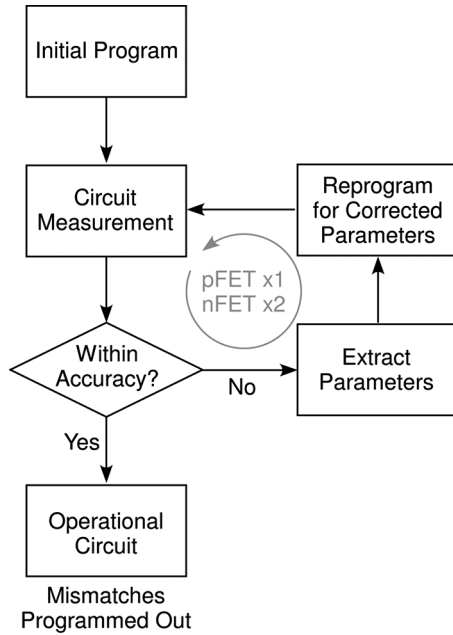 Initial Program
Circuit
Measurement
Reprogram
for Corrected
Parameters
pFET x1
nFET x2
Within
Accuracy?
No
Extract
Parameters
Yes
Operational
Circuit
Mismatches
Programmed Out